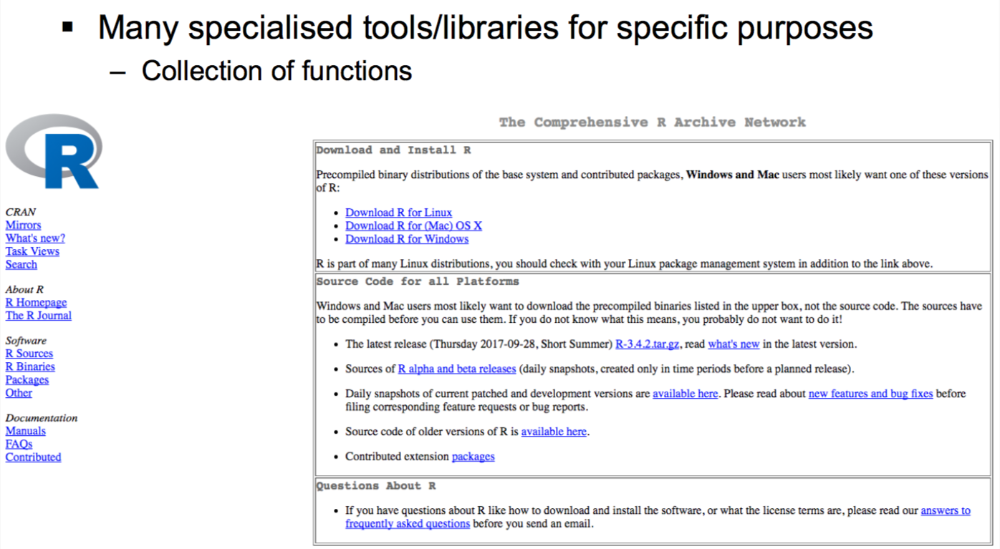 ▪ Many specialised tools/libraries for specific purposes
– Collection of functions
R
CRAN
Mirrors
What's new?
Task Views
Search
About R
R Homepage
The R Journal
Software
R Sources
R Binaries
Packages
Other
Documentation
Manuals
FAQs
Contributed
The Comprehensive R Archive Network
Download and Install R
Precompiled binary distributions of the base system and contributed packages, Windows and Mac users most likely want one of these versions
of R:
• Download R for Linux
• Download R for (Mac) OS X
• Download R for Windows
R is part of many Linux distributions, you should check with your Linux package management system in addition to the link above.
Source Code for all Platforms
Windows and Mac users most likely want to download the precompiled binaries listed in the upper box, not the source code. The sources have
to be compiled before you can use them. If you do not know what this means, you probably do not want to do it!
• The latest release (Thursday 2017-09-28, Short Summer) R-3.4.2.tar.gz, read what's new in the latest version.
• Sources of R alpha and beta releases (daily snapshots, created only in time periods before a planned release).
• Daily snapshots of current patched and development versions are available here. Please read about new features and bug fixes before
filing corresponding feature requests or bug reports.
• Source code of older versions of R is available here.
• Contributed extension packages
Questions About R
• If you have questions about R like how to download and install the software, or what the license terms are, please read our answers to
frequently asked questions before you send an email.